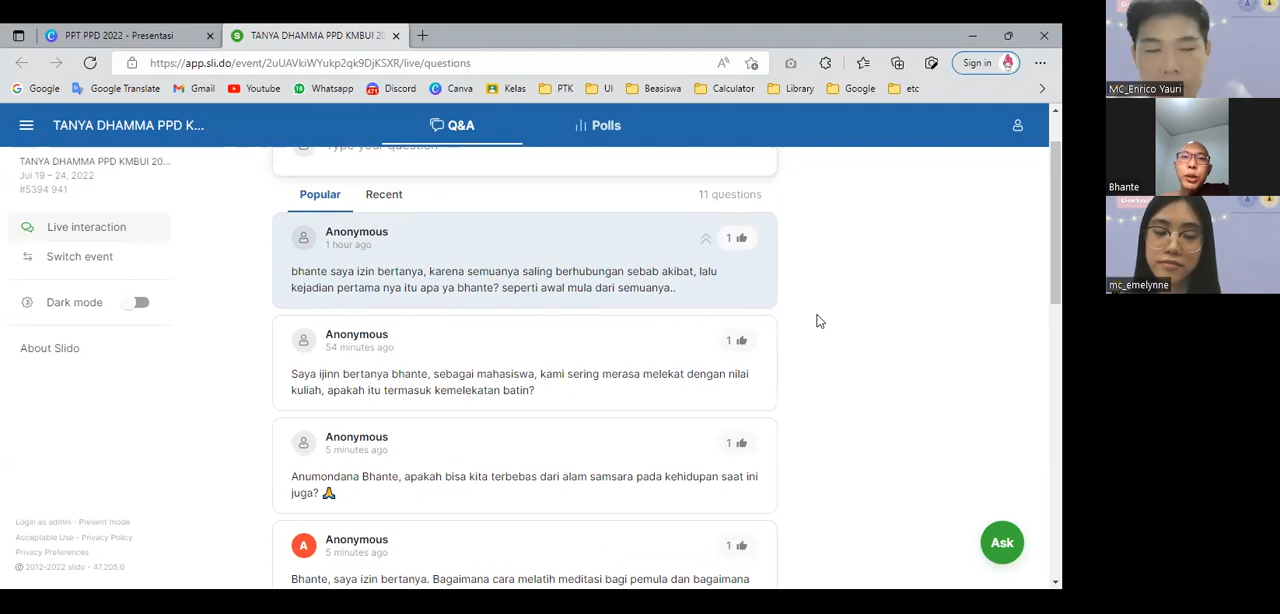 PPT PPD 2022 - Presentasi
TANYA DHAMMA PPD KMBUI 20
https://app.sli.do/event/2uUAVkiWYukp2qk9DjKSXR/live/questions
Sign in
Google
Google Translate
Gmail
Youtube
Whatsapp
Discord
Canva
Kelas
PTK
UI
Beasiswa
Calculator
Library
Google
etc
TANYA DHAMMA PPD K...
Q&A
Polls
TANYA DHAMMA PPD KMBUI 20...
Jul 19 – 24, 2022
#5394 941
Live interaction
Switch event
Dark mode
About Slido
Login as admin - Present mode
Acceptable Use - Privacy Policy
Privacy Preferences
© 2012-2022 slido - 47.205.0
Type your question
Popular
Recent
11 questions
Anonymous
1 hour ago
1
bhante saya izin bertanya, karena semuanya saling berhubungan sebab akibat, lalu
kejadian pertama nya itu apa ya bhante? seperti awal mula dari semuanya..
Anonymous
54 minutes ago
1
Saya ijinn bertanya bhante, sebagai mahasiswa, kami sering merasa melekat dengan nilai
kuliah, apakah itu termasuk kemelekatan batin?
Anonymous
5 minutes ago
1
Anumondana Bhante, apakah bisa kita terbebas dari alam samsara pada kehidupan saat ini
juga? 🙏
A
Anonymous
5 minutes ago
1
Bhante, saya izin bertanya. Bagaimana cara melatih meditasi bagi pemula dan bagaimana
Ask
MC_Enrico Yauri
Bhante
mc_emelynne